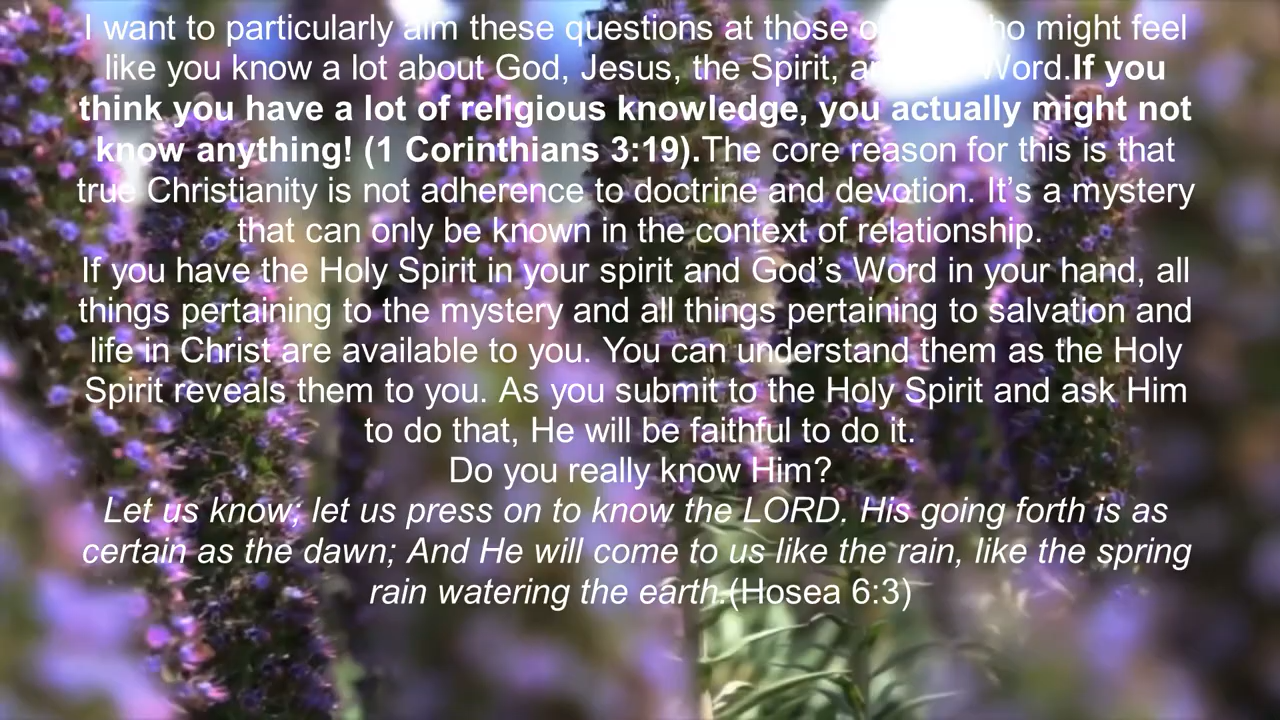 I want to particularly aim these questions at those o ho might feel
like you know a lot about God, Jesus, the Spirit, a Word.If you
think you have a lot of religious knowledge, you actually might not
know anything! (1 Corinthians 3:19).The core reason for this is that
true Christianity is not adherence to doctrine and devotion. It’s a mystery
that can only be known in the context of relationship.
If you have the Holy Spirit in your spirit and God’s Word in your hand, all
things pertaining to the mystery and all things pertaining to salvation and
life in Christ are available to you. You can understand them as the Holy
Spirit reveals them to you. As you submit to the Holy Spirit and ask Him
to do that, He will be faithful to do it.
Do you really know Him?
Let us know; let us press on to know the LORD. His going forth is as
certain as the dawn; And He will come to us like the rain, like the spring
rain watering the earth.(Hosea 6:3)